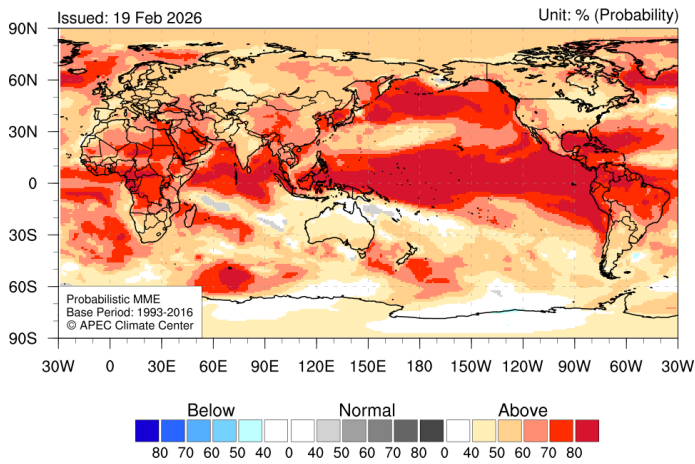 Issued: 19 Feb 2026
Unit: % (Probability)
90N
60N
30N
0
30S
60S
90S
Probabilistic MME
Base Period: 1993-2016
© APEC Climate Center
30W 0 30E 60E 90E 120E 150E 180 150W 120W 90W 60W 30W
Below Normal Above
80 70 60 50 40 0 40 50 60 70 80 0 40 50 60 70 80